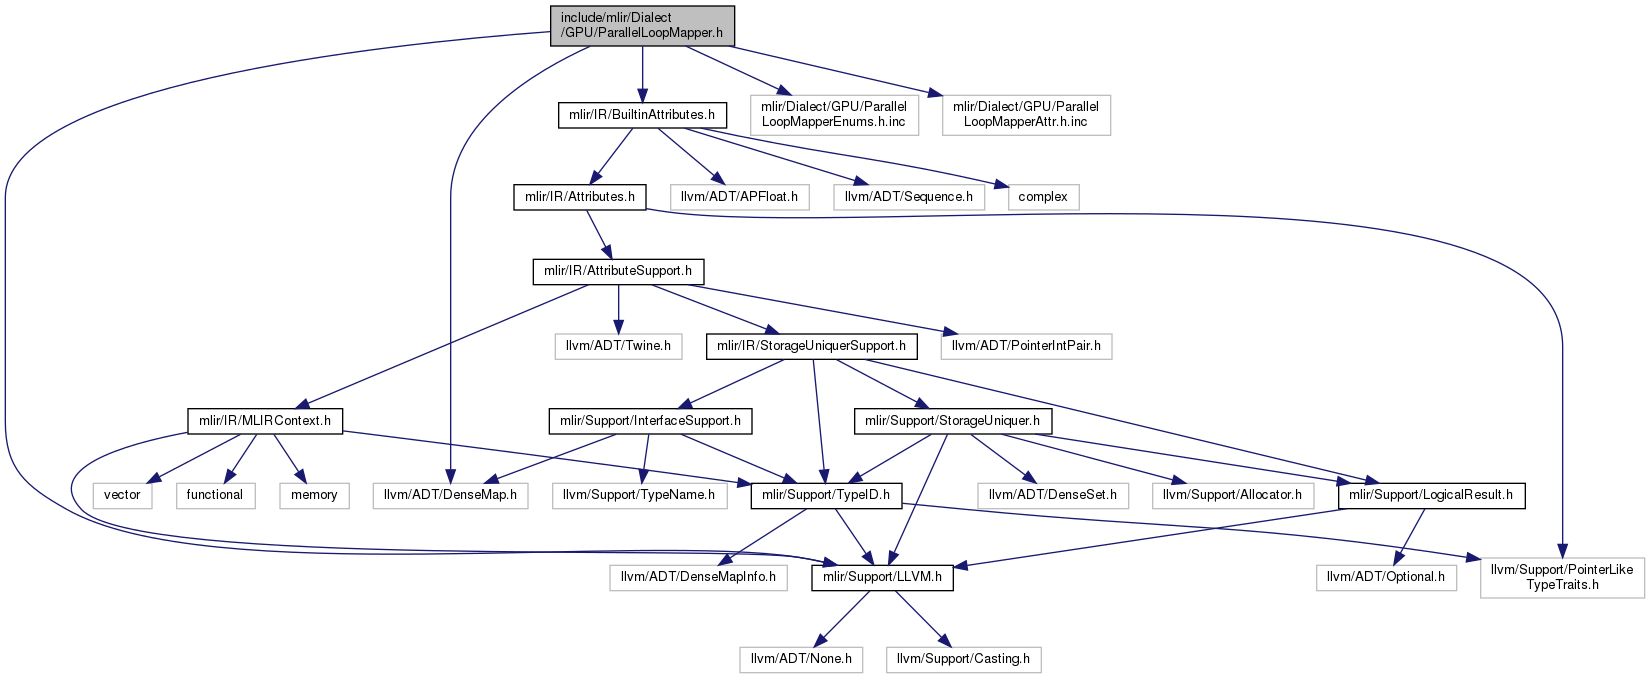 include/mlir/Dialect
/GPU/ParallelLoopMapper.h
mlir/IR/BuiltinAttributes.h
mlir/Dialect/GPU/Parallel
LoopMapperEnums.h.inc
mlir/Dialect/GPU/Parallel
LoopMapperAttr.h.inc
mlir/IR/Attributes.h
llvm/ADT/APFloat.h
llvm/ADT/Sequence.h
complex
mlir/IR/AttributeSupport.h
llvm/ADT/Twine.h
mlir/IR/StorageUniquerSupport.h
llvm/ADT/PointerIntPair.h
mlir/IR/MLIRContext.h
mlir/Support/InterfaceSupport.h
mlir/Support/StorageUniquer.h
vector
functional
memory
llvm/ADT/DenseMap.h
llvm/Support/TypeName.h
mlir/Support/TypeID.h
llvm/ADT/DenseSet.h
llvm/Support/Allocator.h
mlir/Support/LogicalResult.h
llvm/ADT/DenseMapInfo.h
mlir/Support/LLVM.h
llvm/ADT/Optional.h
llvm/Support/PointerLike
TypeTraits.h
llvm/ADT/None.h
llvm/Support/Casting.h